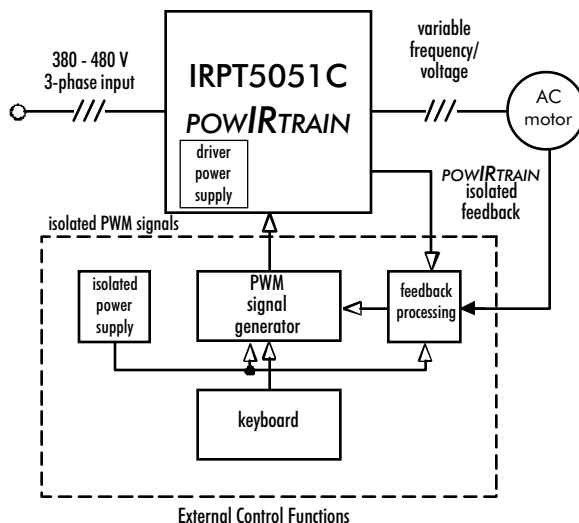 380 - 480 V
3-phase input
IRPT5051C
POWIRTRAIN
driver
power
supply
variable
frequency/
voltage
AC
motor
POWIRTRAIN
isolated
feedback
isolated PWM signals
isolated
power
supply
PWM
signal
generator
feedback
processing
keyboard
External Control Functions